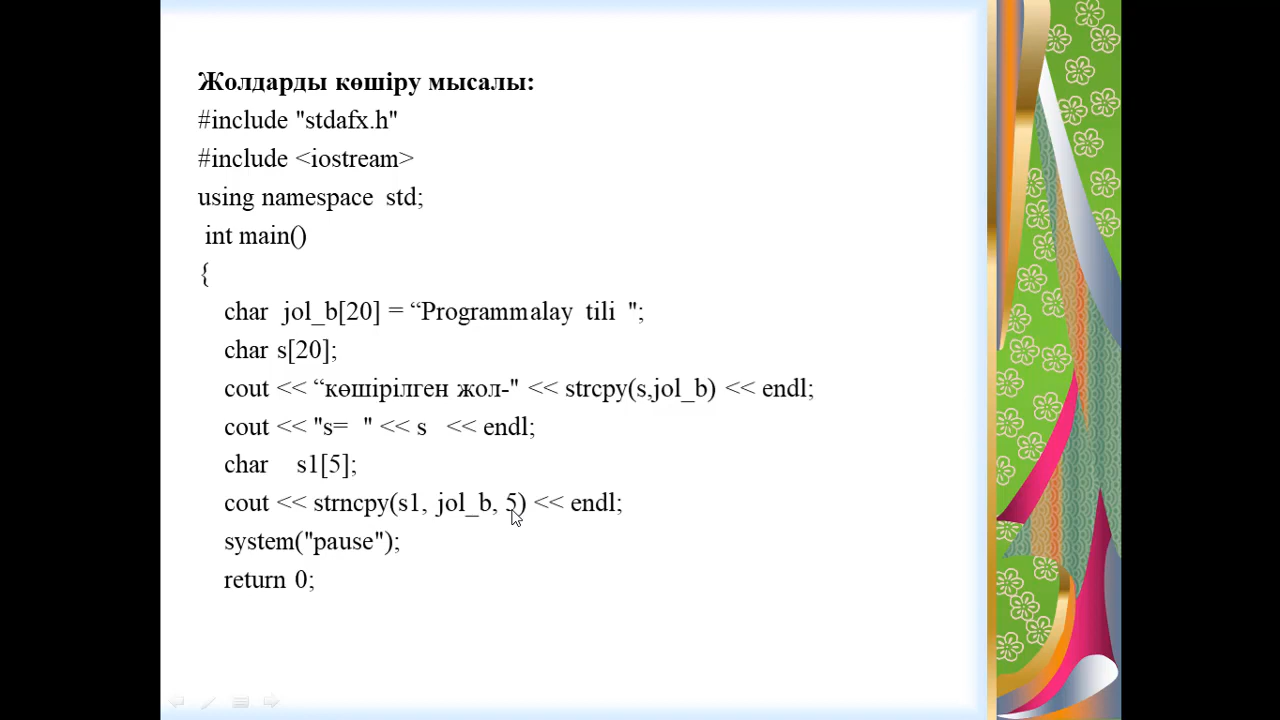 Жолдарды көшіру мысалы:
#include "stdafx.h"
#include <iostream>
using namespace  std;
int main()
{
char  jol_b[20] = “Programmalay  tili  ";
char s[20];
cout << “көшірілген жол-" << strcpy(s,jol_b) << endl;
cout << "s=  " << s   << endl;
char    s1[5];
cout << strncpy(s1, jol_b, 5) << endl;
system("pause");
return 0;